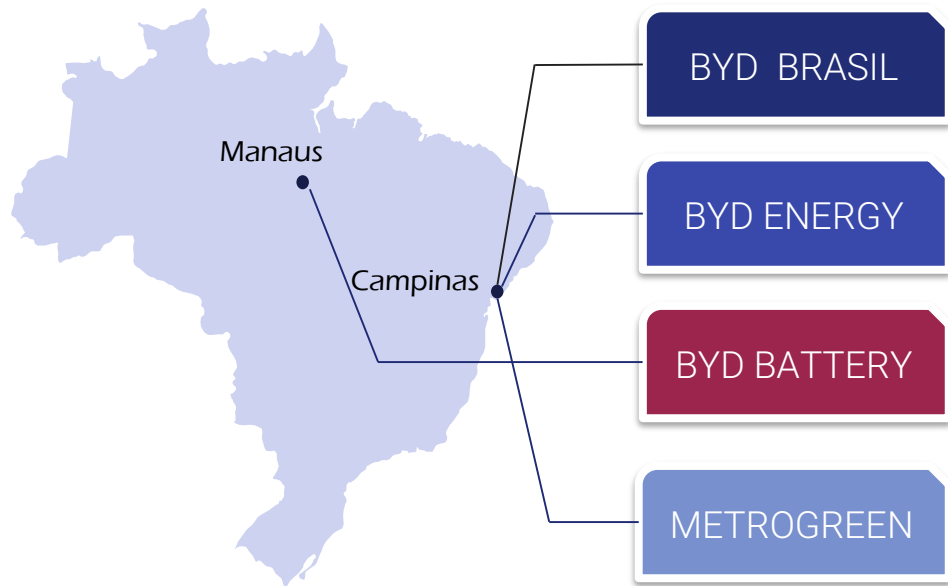 Manaus
Campinas
BYD BRASIL
BYD ENERGY
BYD BATTERY
METROGREEN